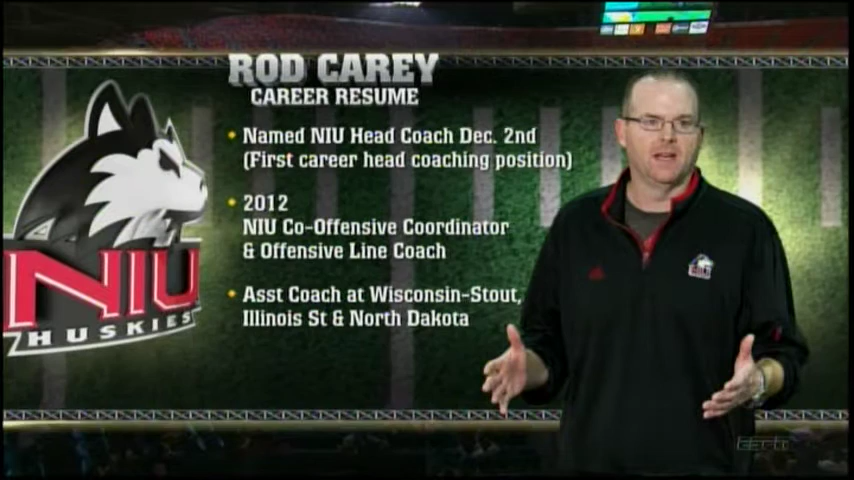 ROD CAREY
CAREER RESUME
• Named NIU Head Coach Dec. 2nd
(First career head coaching position)
• 2012
NIU Co-Offensive Coordinator
& Offensive Line Coach
• Asst Coach at Wisconsin-Stout,
Illinois St & North Dakota
NIU
HUSKIES
ESPN